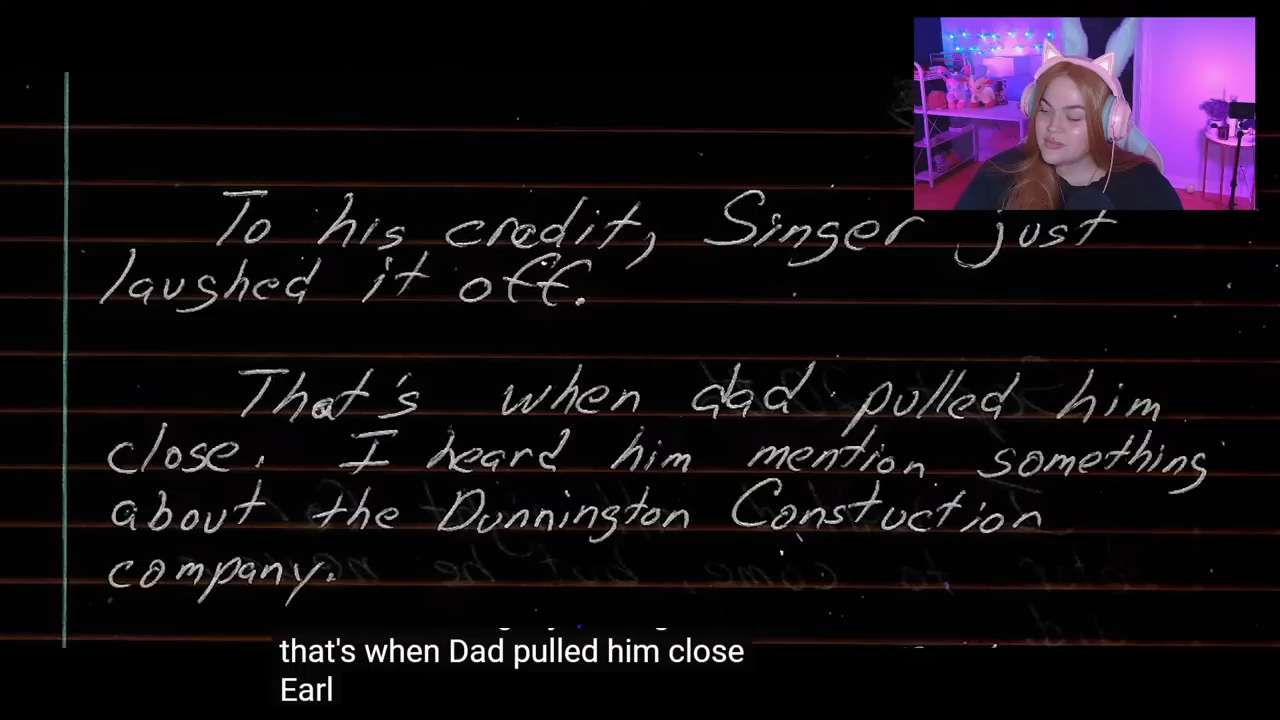 To his credit, Singer just
laughed it off.
That's when dad pulled him
close. I heard him mention something
about the Dunnington Constuction
company.
that's when Dad pulled him close
Earl